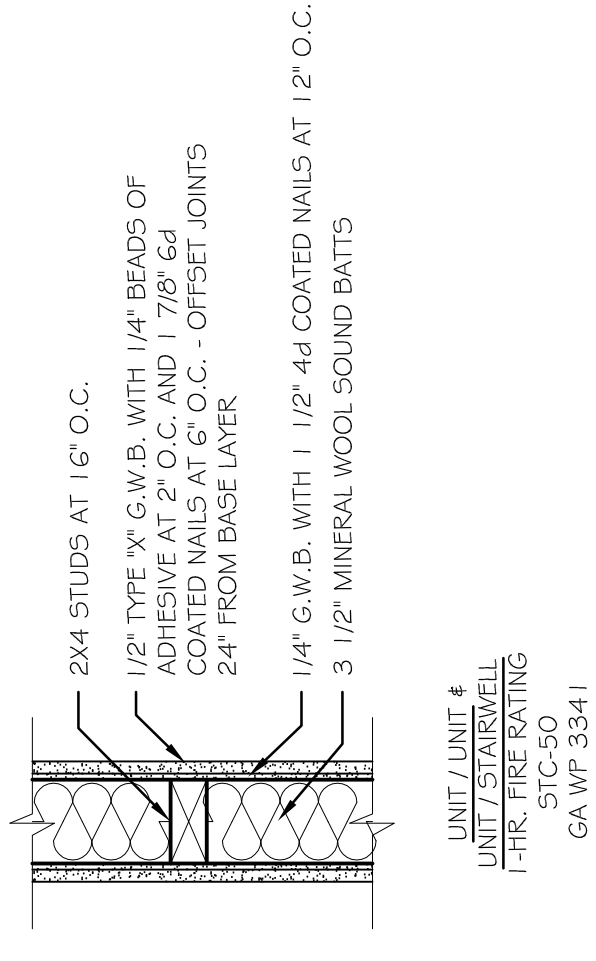 2X4 STUDS AT 16" O.C.
1/2" TYPE "X" G.W.B. WITH 1/4" BEADS OF
ADHESIVE AT 2" O.C. AND 1 7/8" 6d
COATED NAILS AT 6" O.C. - OFFSET JOINTS
24" FROM BASE LAYER
1/4" G.W.B. WITH 1 1/2" 4d COATED NAILS AT 12" O.C.
3 1/2" MINERAL WOOL SOUND BATTS
UNIT / UNIT &
UNIT / STAIRWELL
1-HR. FIRE RATING
STC-50
GA WP 3341